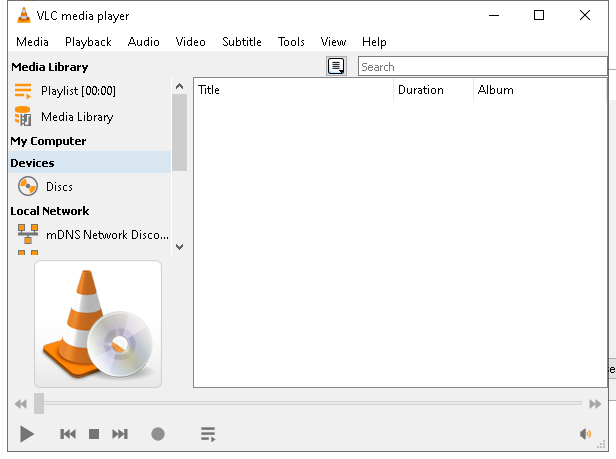 VLC media player
Media Playback Audio Video Subtitle Tools View Help
Media Library
Search
Playlist [00:00]
Title Duration Album
Media Library
My Computer
Devices
Discs
Local Network
mDNS Network Disco...